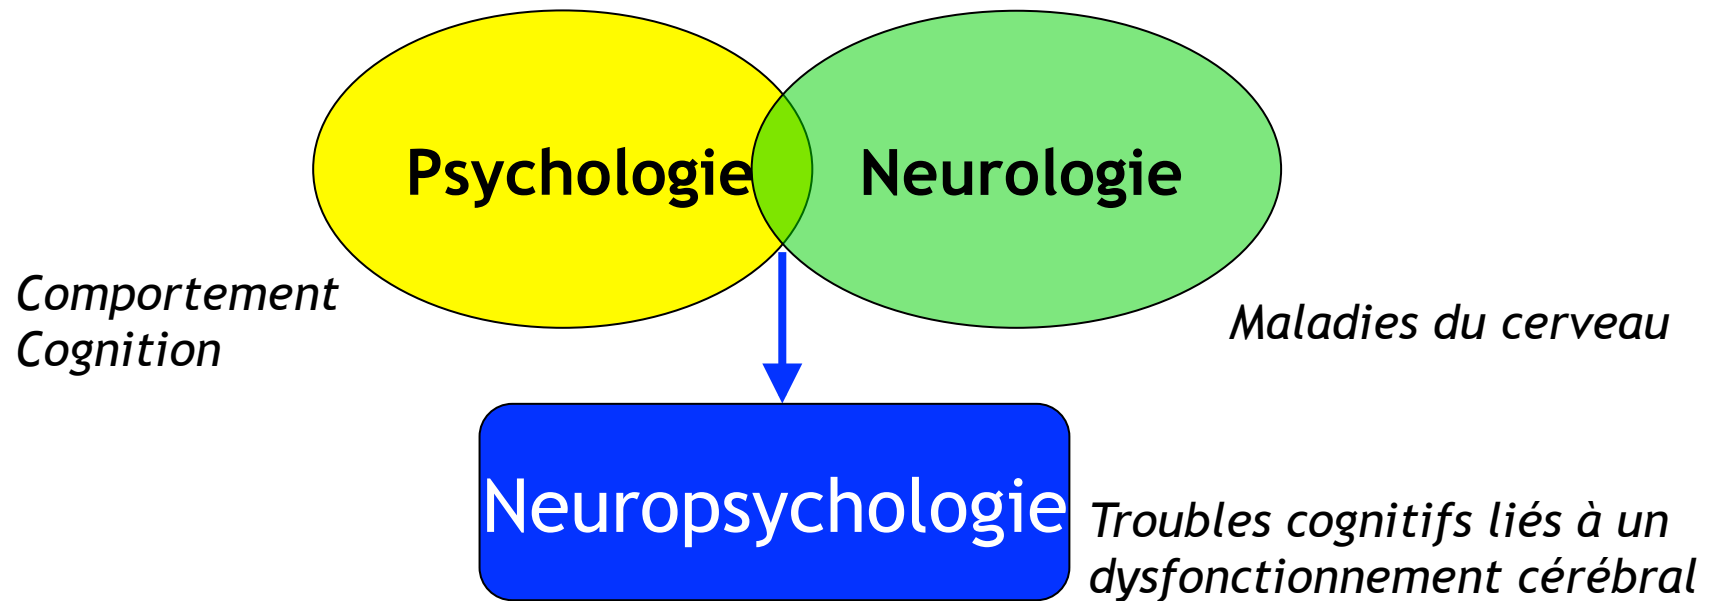 Psychologie
Neurologie
Comportement
Cognition
Maladies du cerveau
Neuropsychologie
Troubles cognitifs liés à un
dysfonctionnement cérébral